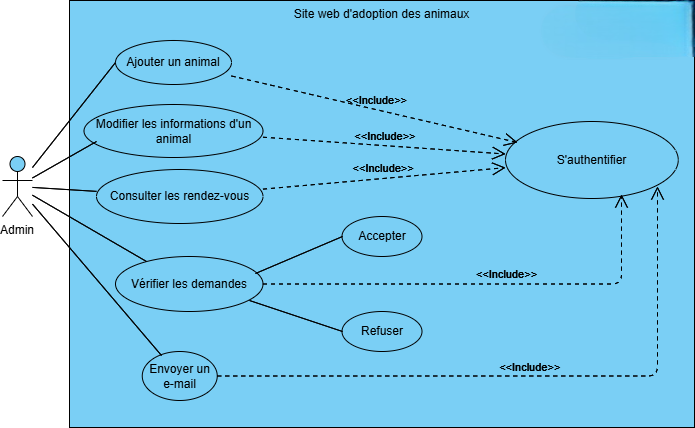 Site web d'adoption des animaux
Ajouter un animal
<<Include>>
Modifier les informations d'un
animal
<<Include>>
S'authentifier
<<Include>>
Consulter les rendez-vous
Admin
Accepter
Vérifier les demandes
<<Include>>
Refuser
Envoyer un
e-mail
<<Include>>